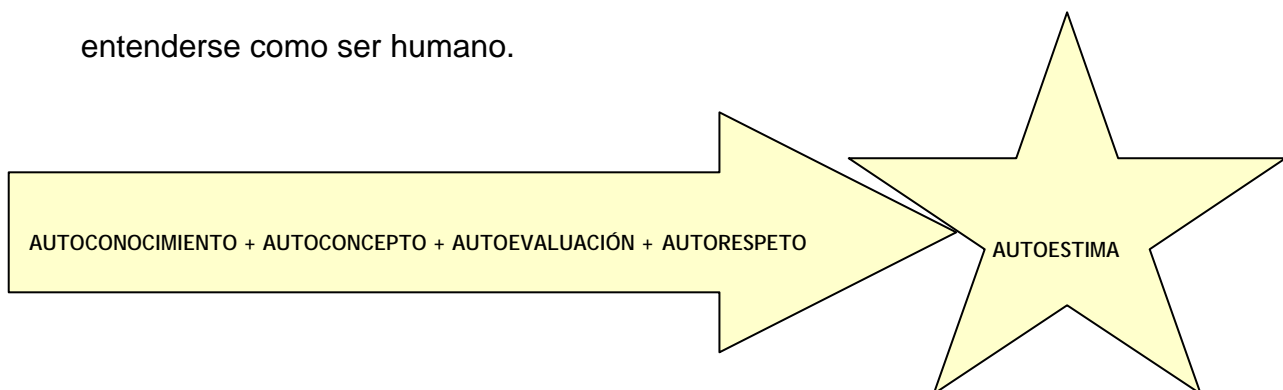 entenderse como ser humano.
AUTOCONOCIMIENTO + AUTOCONCEPTO + AUTOEVALUACIÓN + AUTORESPETO
AUTOESTIMA